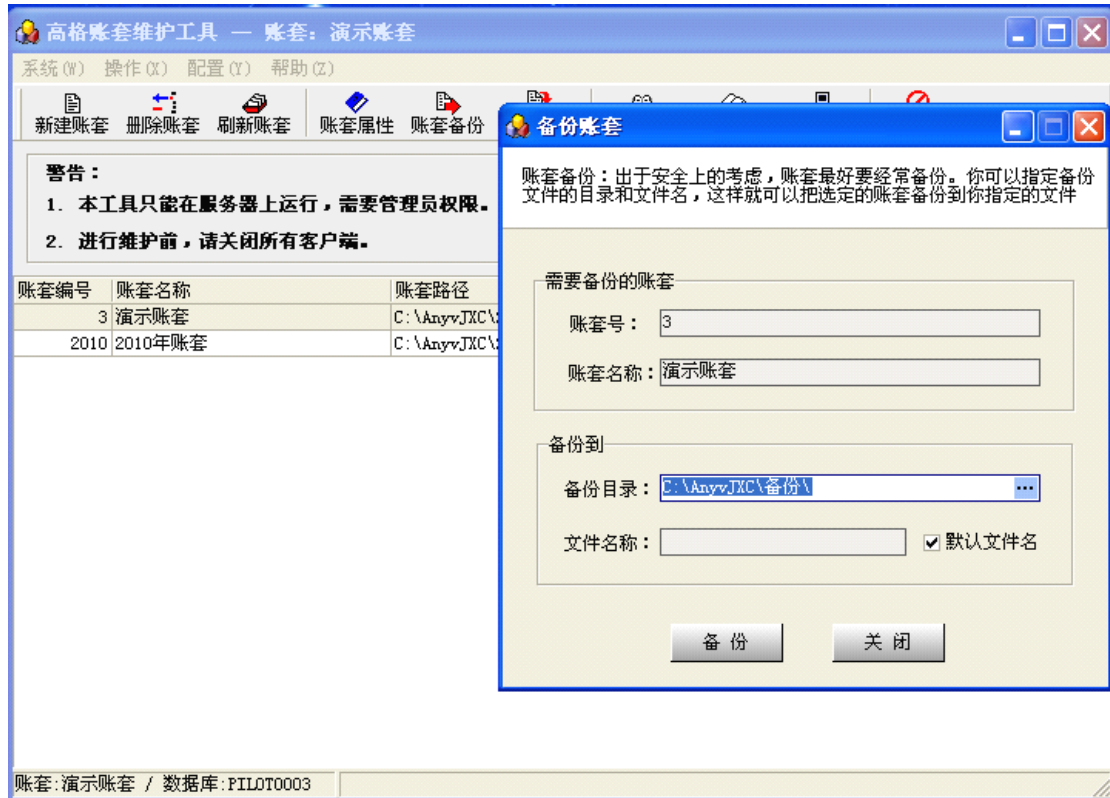 高格账套维护工具 — 账套：演示账套
系统(W) 操作(X) 配置(Y) 帮助(Z)
新建账套 删除账套 刷新账套 账套属性 账套备份
警告：
1. 本工具只能在服务器上运行，需要管理员权限。
2. 进行维护前，请关闭所有客户端。
账套编号 账套名称 账套路径
3 演示账套 C:\AnyvJXC\
2010 2010年账套 C:\AnyvJXC\
备份账套
账套备份：出于安全上的考虑，账套最好要经常备份。你可以指定备份
文件的目录和文件名，这样就可以把选定的账套备份到你指定的文件
需要备份的账套
账套号： 3
账套名称： 演示账套
备份到
备份目录： C:\AnyvJXC\备份\ ...
文件名称： 默认文件名
备 份 关 闭
账套:演示账套 / 数据库:PILOT0003